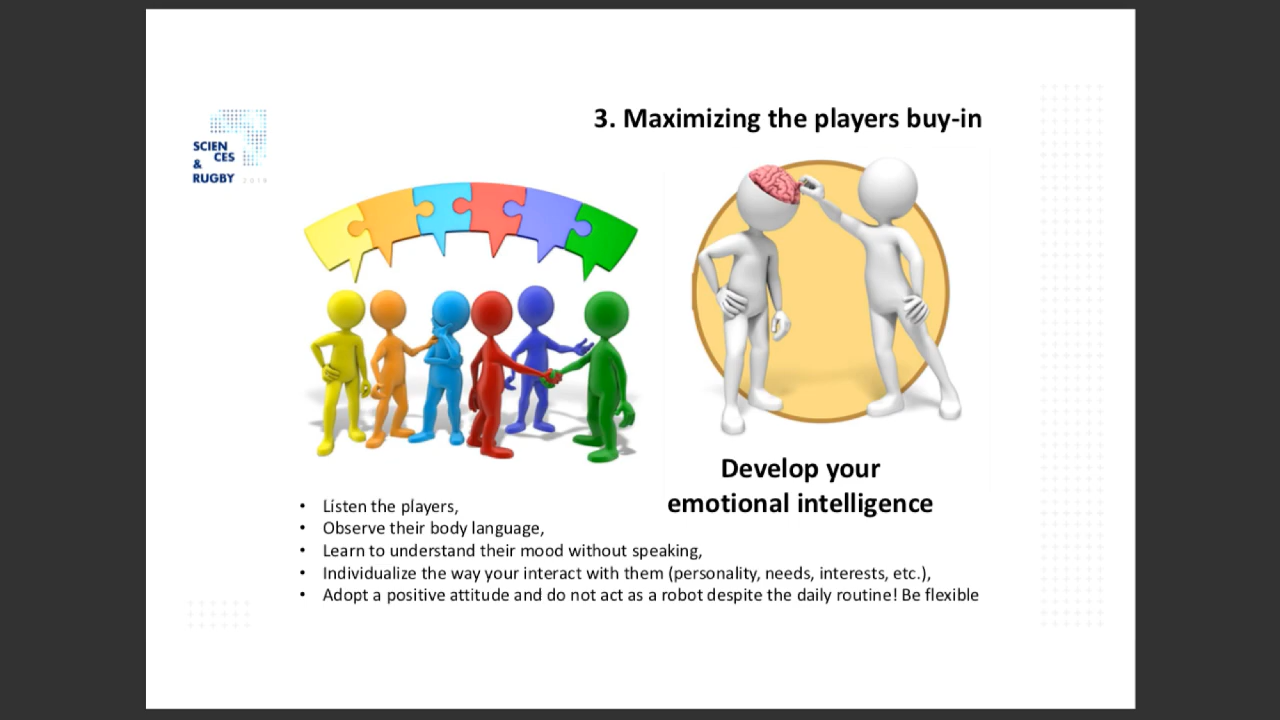 3. Maximizing the players buy-in
SCIEN
CES
&
RUGBY 2019
Develop your
emotional intelligence
• Listen the players,
• Observe their body language,
• Learn to understand their mood without speaking,
• Individualize the way your interact with them (personality, needs, interests, etc.),
• Adopt a positive attitude and do not act as a robot despite the daily routine! Be flexible